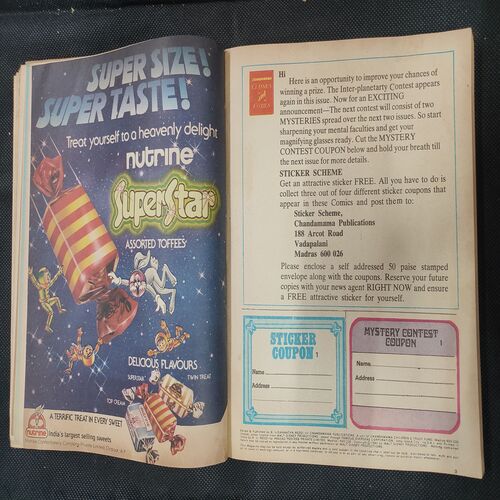 SUPER SIZE!
SUPER TASTE!
Treat yourself to a heavenly delight
nutrine
SuperStar
ASSORTED TOFFEES
DELICIOUS FLAVOURS
SUPERSTAR
TWIN TREAT
TOP CREAM
A TERRIFIC TREAT IN EVERY SWEET
nutrine
India's largest selling sweets
Hi
Here is an opportunity to improve your chances of
winning a prize. The Inter-planetarty Contest appears
again in this issue. Now for an EXCITING
announcement—The next contest will consist of two
MYSTERIES spread over the next two issues. So start
sharpening your mental faculties and get your
magnifying glasses ready. Cut the MYSTERY
CONTEST COUPON below and hold your breath till
the next issue for more details.
STICKER SCHEME
Get an attractive sticker FREE. All you have to do is
collect three out of four different sticker coupons that
appear in these Comics and post them to:
Sticker Scheme,
Chandamama Publications
188 Arcot Road
Vadapalani
Madras 600 026
Please enclose a self addressed 50 paise stamped
envelope along with the coupons. Reserve your future
copies with your news agent RIGHT NOW and ensure
a FREE attractive sticker for yourself.
STICKER
COUPON 1
Name
Address
MYSTERY CONTEST
COUPON 1
Name
Address
3